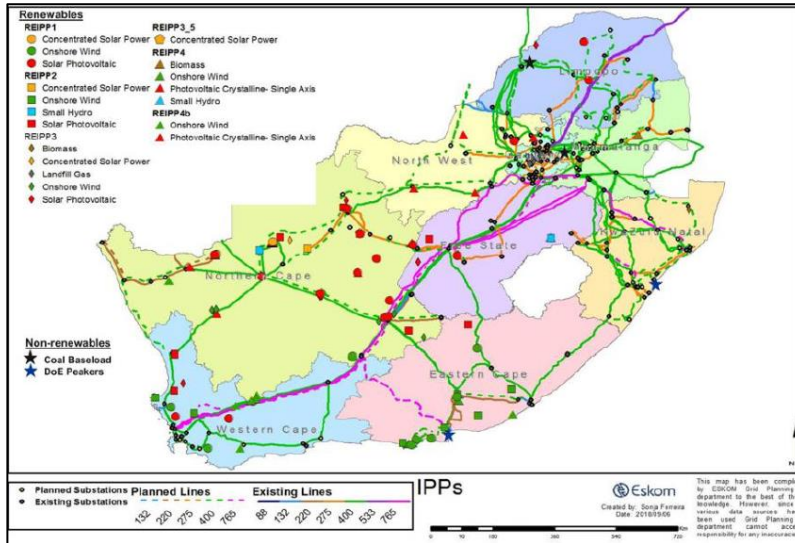 Renewables
REIPP1
Concentrated Solar Power
Onshore Wind
Solar Photovoltaic
REIPP2
Concentrated Solar Power
Onshore Wind
Small Hydro
Solar Photovoltaic
REIPP3
Biomass
Concentrated Solar Power
Landfill Gas
Onshore Wind
Solar Photovoltaic
REIPP3_5
Concentrated Solar Power
REIPP4
Biomass
Onshore Wind
Photovoltaic Crystalline- Single Axis
Small Hydro
REIPP4b
Onshore Wind
Photovoltaic Crystalline- Single Axis
Limpopo
North West
Free State
KwaZulu Natal
Northern Cape
Eastern Cape
Western Cape
Non-renewables
Coal Baseload
DoE Peakers
Planned Substations
Existing Substations
Planned Lines
132 220 275 400 765
Existing Lines
88 132 220 275 400 533 765
IPPs
Eskom
Created by: Sonja Ferreira
Date: 2018/09/06
This map has been comple
by ESKOM Grid Planning
department to the best of the
knowledge. However, since
various data sources ha
been used Grid Planning
department cannot acce
responsibility for any inaccurac